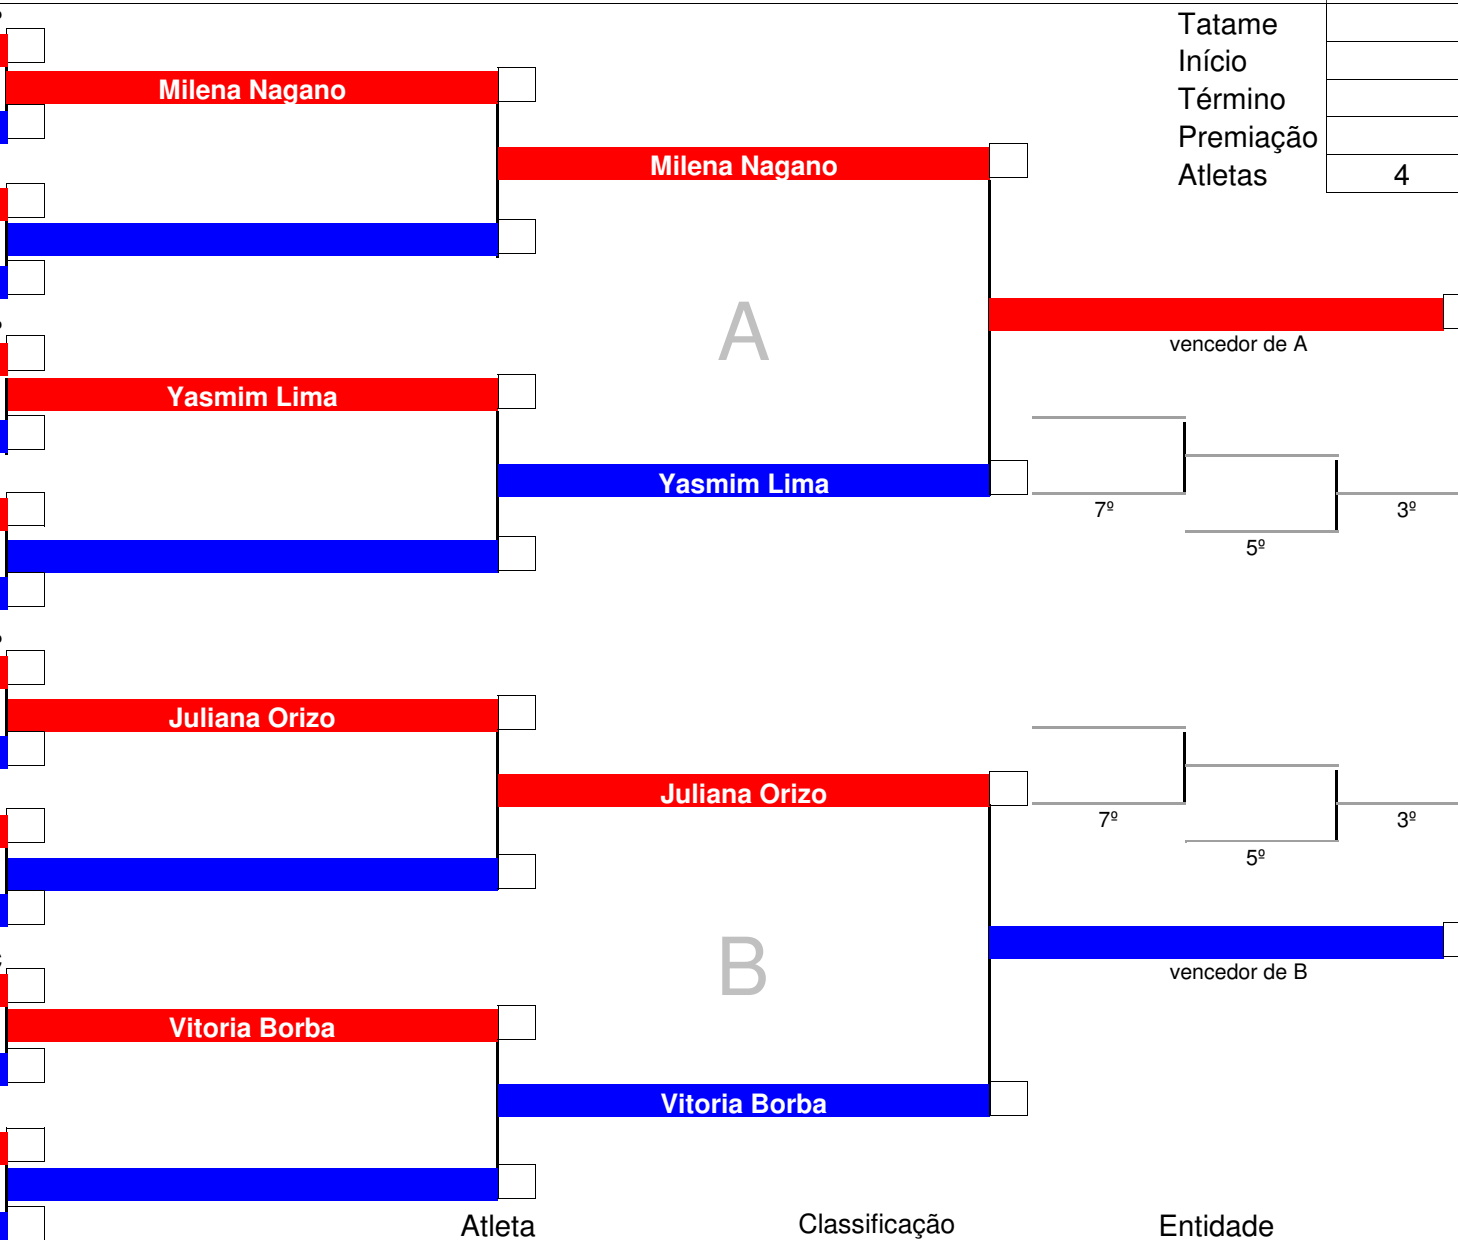 Tatame
Início
Término
Premiação
Atletas 4
Milena Nagano
Milena Nagano
A
vencedor de A
Yasmim Lima
Yasmim Lima
7º
3º
5º
Juliana Orizo
Juliana Orizo
7º
3º
5º
B
vencedor de B
Vitoria Borba
Vitoria Borba
Atleta Classificação Entidade